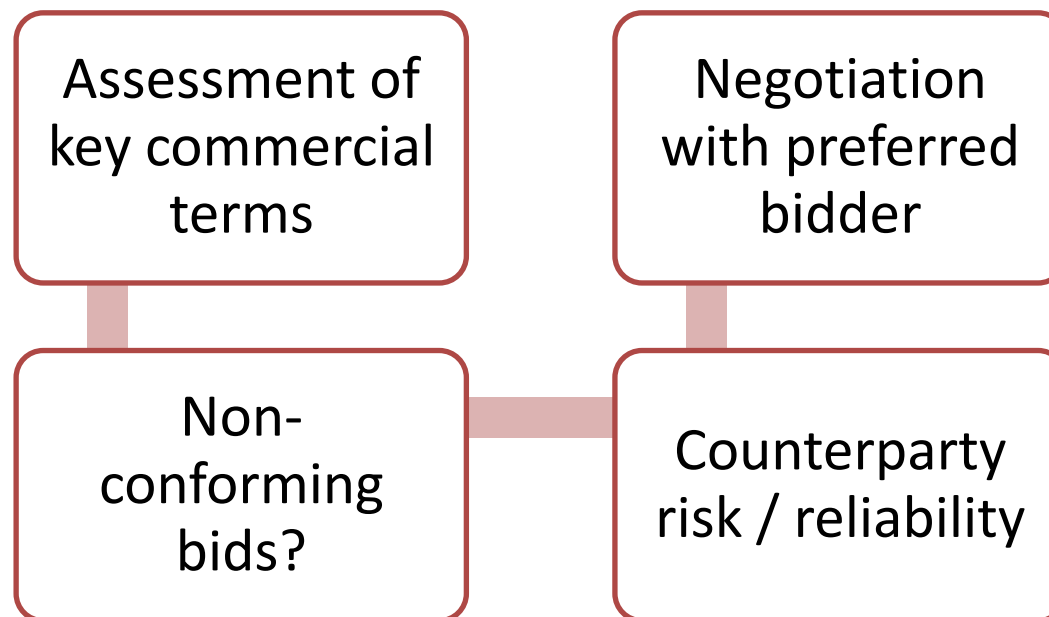 Assessment of
key commercial
terms
Non-
conforming
bids?
Counterparty
risk / reliability
Negotiation
with preferred
bidder